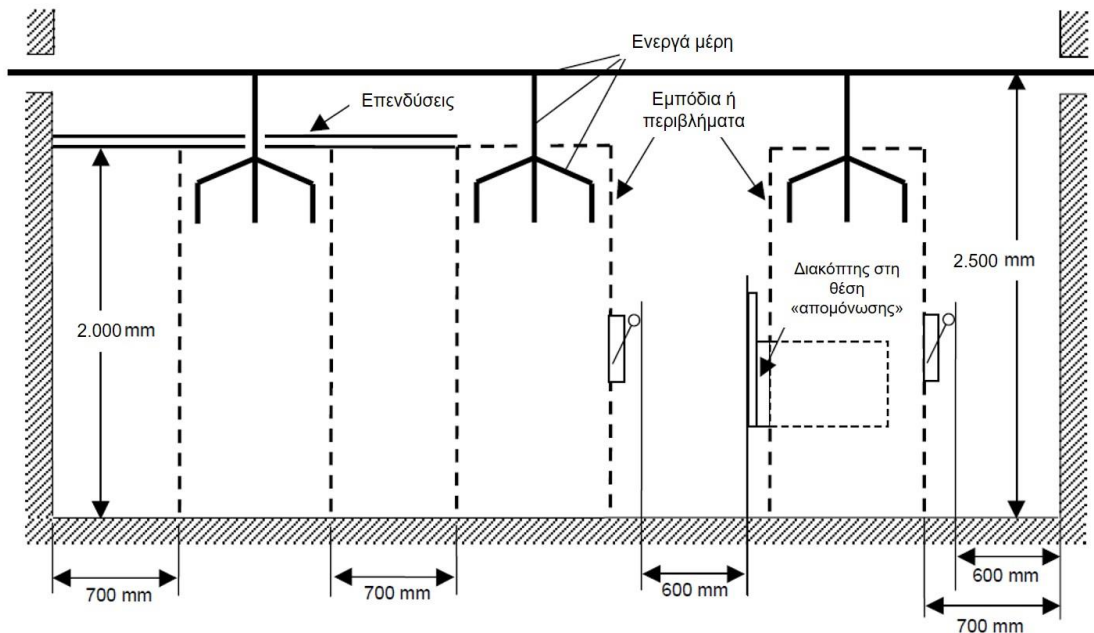 Ενεργά μέρη
Επενδύσεις
Εμπόδια ή
περιβλήματα
2.500 mm
Διακόπτης στη
θέση
«απομόνωσης»
2.000 mm
700 mm
700 mm
600 mm
600 mm
700 mm